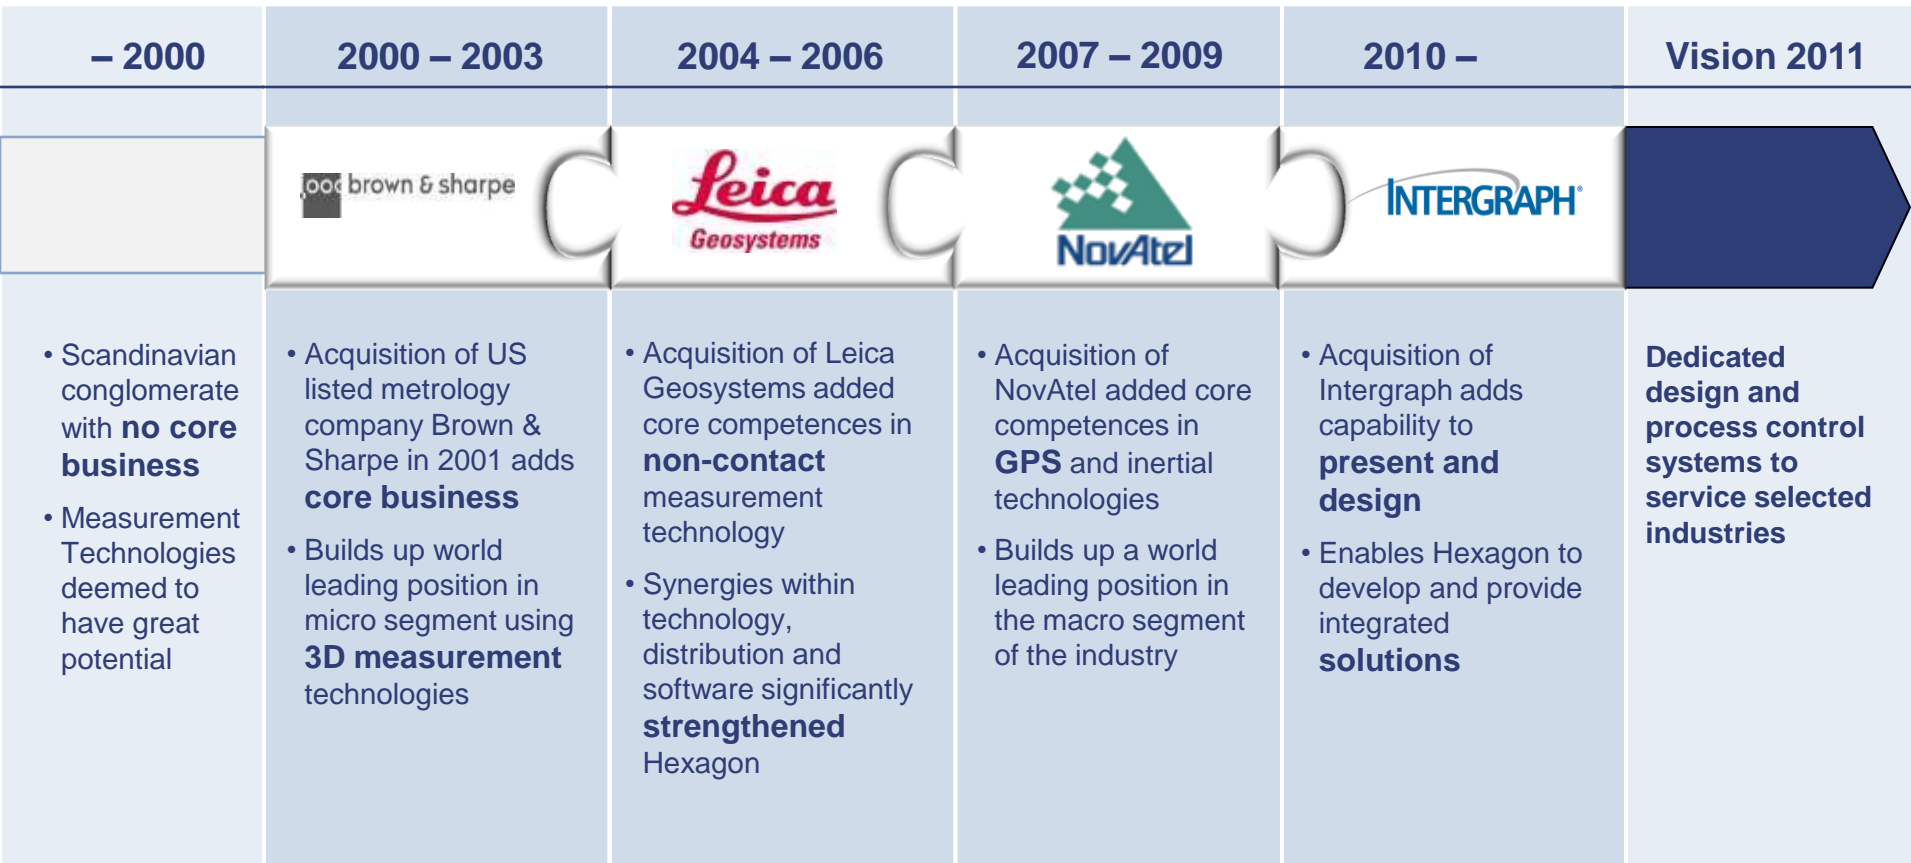 – 2000
2000 – 2003
2004 – 2006
2007 – 2009
2010 –
Vision 2011
brown & sharpe
Leica
Geosystems
NovAtel
INTERGRAPH®
• Scandinavian
conglomerate
with no core
business
• Measurement
Technologies
deemed to
have great
potential
• Acquisition of US
listed metrology
company Brown &
Sharpe in 2001 adds
core business
• Builds up world
leading position in
micro segment using
3D measurement
technologies
• Acquisition of Leica
Geosystems added
core competences in
non-contact
measurement
technology
• Synergies within
technology,
distribution and
software significantly
strengthened
Hexagon
• Acquisition of
NovAtel added core
competences in
GPS and inertial
technologies
• Builds up a world
leading position in
the macro segment
of the industry
• Acquisition of
Intergraph adds
capability to
present and
design
• Enables Hexagon to
develop and provide
integrated
solutions
Dedicated
design and
process control
systems to
service selected
industries